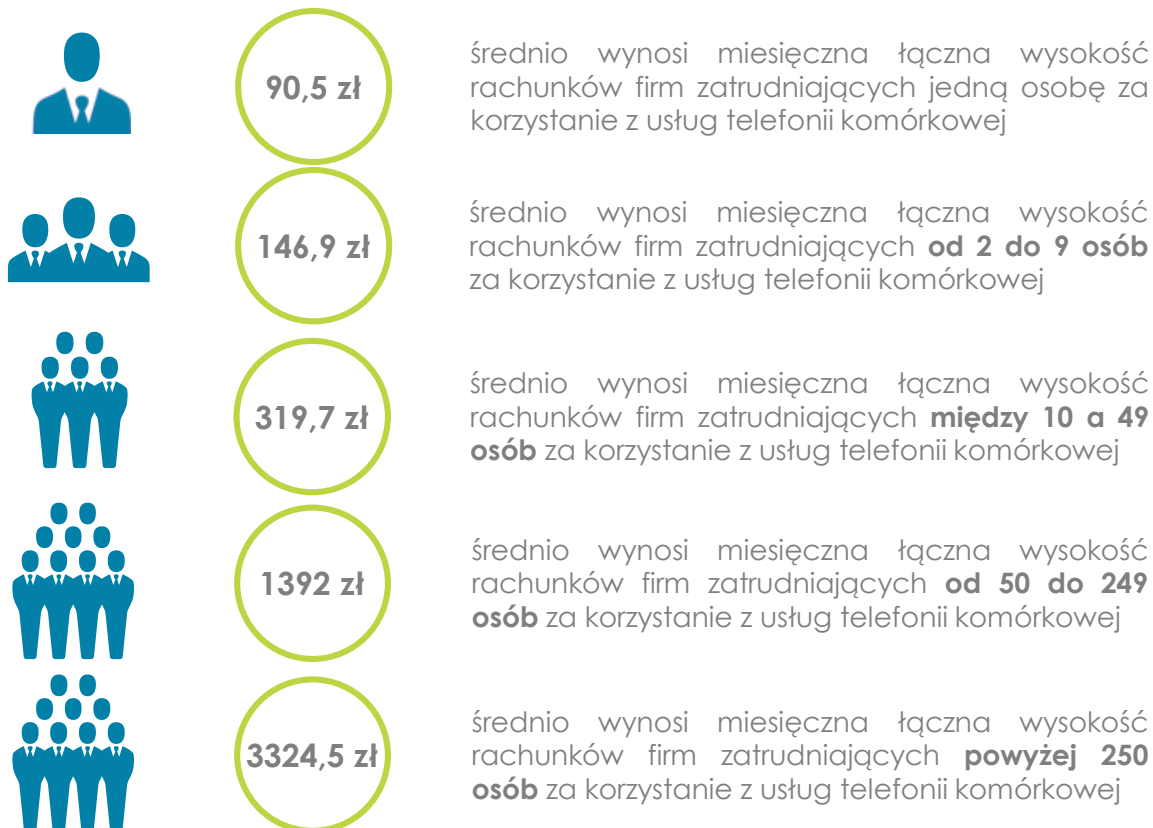 90,5 zł
średnio wynosi miesięczna łączna wysokość
rachunków firm zatrudniających jedną osobę za
korzystanie z usług telefonii komórkowej
146,9 zł
średnio wynosi miesięczna łączna wysokość
rachunków firm zatrudniających od 2 do 9 osób
za korzystanie z usług telefonii komórkowej
319,7 zł
średnio wynosi miesięczna łączna wysokość
rachunków firm zatrudniających między 10 a 49
osób za korzystanie z usług telefonii komórkowej
1392 zł
średnio wynosi miesięczna łączna wysokość
rachunków firm zatrudniających od 50 do 249
osób za korzystanie z usług telefonii komórkowej
3324,5 zł
średnio wynosi miesięczna łączna wysokość
rachunków firm zatrudniających powyżej 250
osób za korzystanie z usług telefonii komórkowej